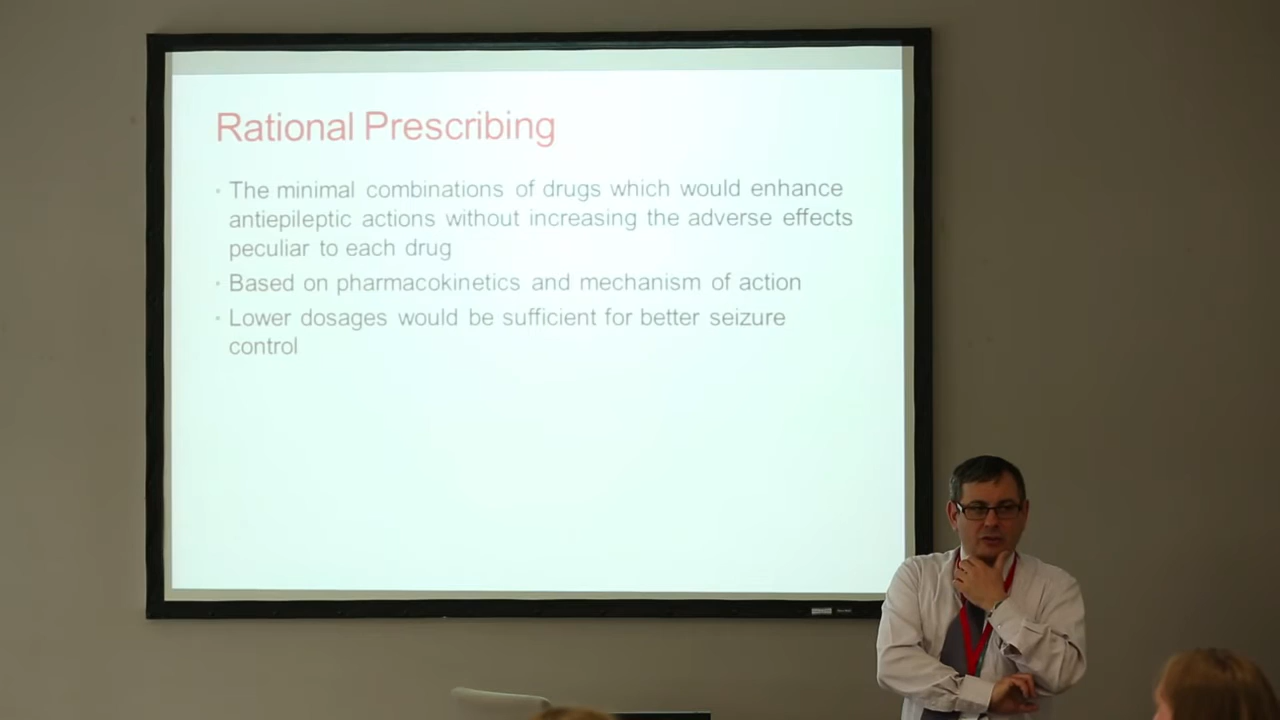 Rational Prescribing
• The minimal combinations of drugs which would enhance
antiepileptic actions without increasing the adverse effects
peculiar to each drug
• Based on pharmacokinetics and mechanism of action
• Lower dosages would be sufficient for better seizure
control